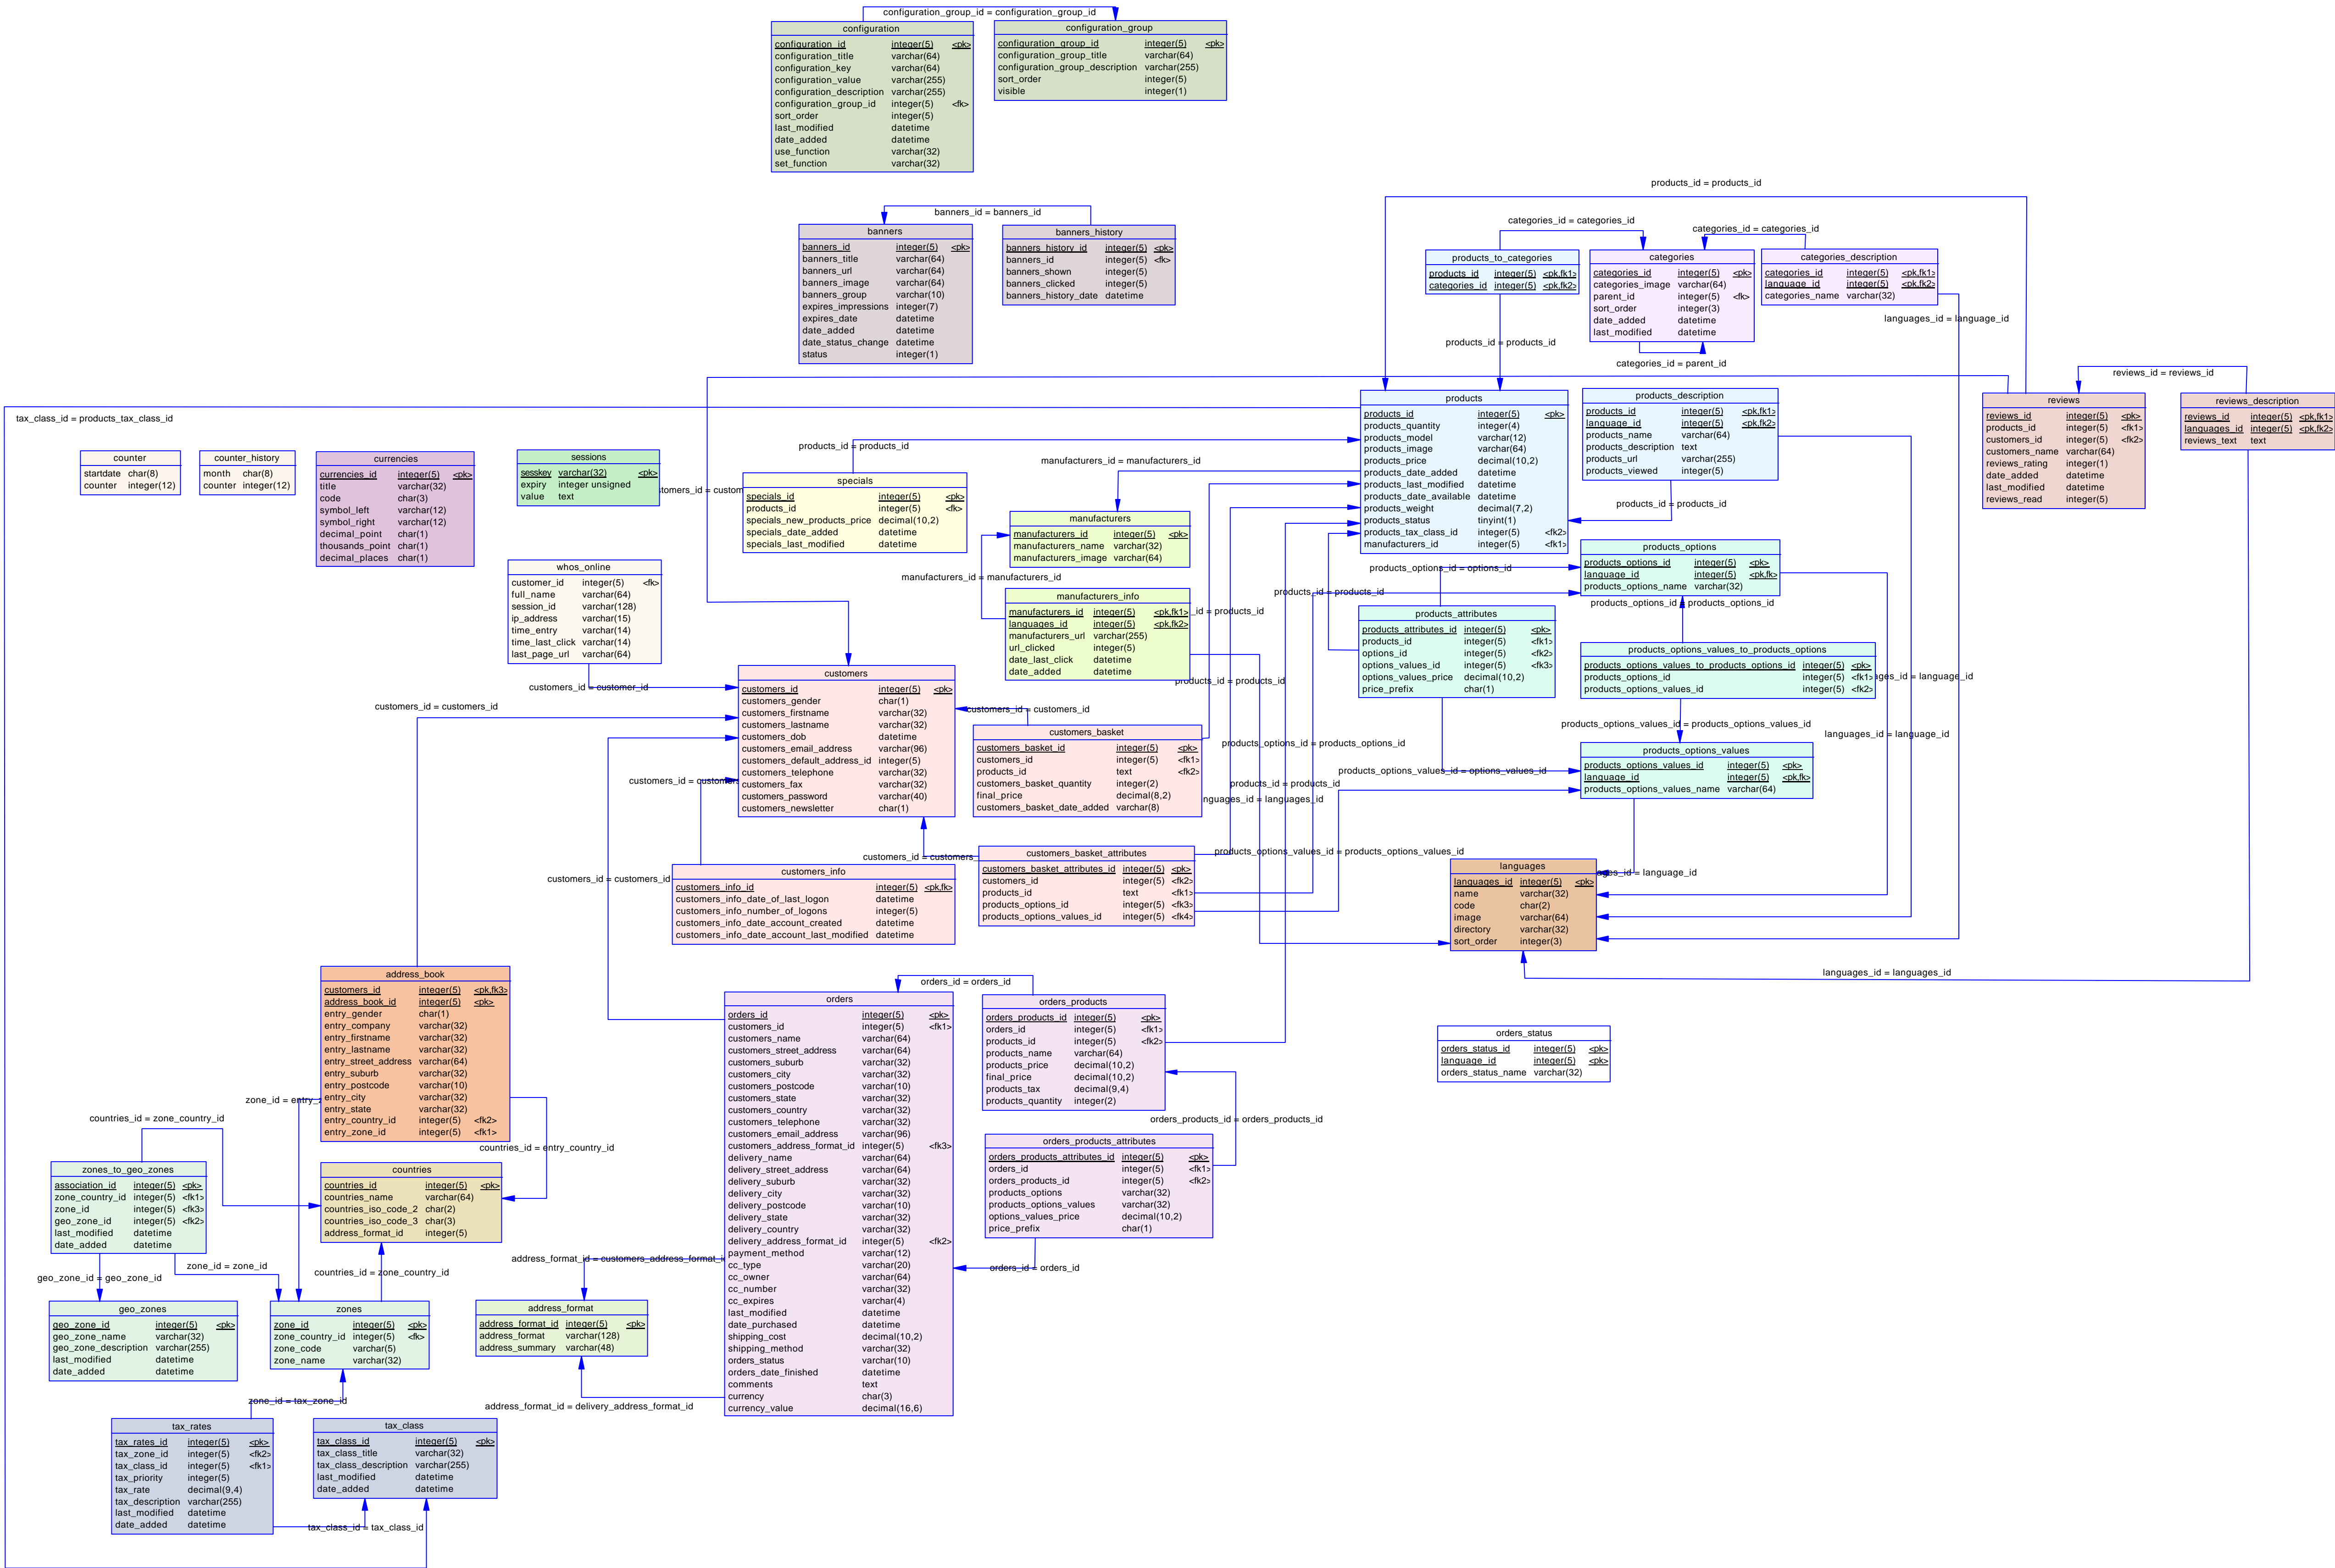 configuration_group_id = configuration_group_id
configuration
configuration_id integer(5) <pk>
configuration_title varchar(64)
configuration_key varchar(64)
configuration_value varchar(255)
configuration_description varchar(255)
configuration_group_id integer(5) <fk>
sort_order integer(5)
last_modified datetime
date_added datetime
use_function varchar(32)
set_function varchar(32)
configuration_group
configuration_group_id integer(5) <pk>
configuration_group_title varchar(64)
configuration_group_description varchar(255)
sort_order integer(5)
visible integer(1)
products_id = products_id
banners_id = banners_id
banners
banners_id integer(5) <pk>
banners_title varchar(64)
banners_url varchar(64)
banners_image varchar(64)
banners_group varchar(10)
expires_impressions integer(7)
expires_date datetime
date_added datetime
date_status_change datetime
status integer(1)
banners_history
banners_history_id integer(5) <pk>
banners_id integer(5) <fk>
banners_shown integer(5)
banners_clicked integer(5)
banners_history_date datetime
categories_id = categories_id
categories_id = categories_id
products_to_categories
products_id integer(5) <pk,fk1>
categories_id integer(5) <pk,fk2>
categories
categories_id integer(5) <pk>
categories_image varchar(64)
parent_id integer(5) <fk>
sort_order integer(3)
date_added datetime
last_modified datetime
categories_description
categories_id integer(5) <pk,fk1>
language_id integer(5) <pk,fk2>
categories_name varchar(32)
languages_id = language_id
products_id = products_id
categories_id = parent_id
reviews_id = reviews_id
tax_class_id = products_tax_class_id
products
products_id integer(5) <pk>
products_quantity integer(4)
products_model varchar(12)
products_image varchar(64)
products_price decimal(10,2)
products_date_added datetime
products_last_modified datetime
products_date_available datetime
products_weight decimal(7,2)
products_status tinyint(1)
products_tax_class_id integer(5) <fk2>
manufacturers_id integer(5) <fk1>
products_description
products_id integer(5) <pk,fk1>
language_id integer(5) <pk,fk2>
products_name varchar(64)
products_description text
products_url varchar(255)
products_viewed integer(5)
products_id = products_id
reviews
reviews_id integer(5) <pk>
products_id integer(5) <fk1>
customers_id integer(5) <fk2>
customers_name varchar(64)
reviews_rating integer(1)
date_added datetime
last_modified datetime
reviews_read integer(5)
reviews_description
reviews_id integer(5) <pk,fk1>
languages_id integer(5) <pk,fk2>
reviews_text text
counter
startdate char(8)
counter integer(12)
counter_history
month char(8)
counter integer(12)
currencies
currencies_id integer(5) <pk>
title varchar(32)
code char(3)
symbol_left varchar(12)
symbol_right varchar(12)
decimal_point char(1)
thousands_point char(1)
decimal_places char(1)
sessions
sesskey varchar(32) <pk>
expiry integer unsigned
value text
tomers_id = custom
products_id = products_id
specials
specials_id integer(5) <pk>
products_id integer(5) <fk>
specials_new_products_price decimal(10,2)
specials_date_added datetime
specials_last_modified datetime
manufacturers_id = manufacturers_id
manufacturers
manufacturers_id integer(5) <pk>
manufacturers_name varchar(32)
manufacturers_image varchar(64)
manufacturers_id = manufacturers_id
manufacturers_info
manufacturers_id integer(5) <pk,fk1>
languages_id integer(5) <pk,fk2>
manufacturers_url varchar(255)
url_clicked integer(5)
date_last_click datetime
date_added datetime
_id = products_id
products_id = products_id
whos_online
customer_id integer(5) <fk>
full_name varchar(64)
session_id varchar(128)
ip_address varchar(15)
time_entry varchar(14)
time_last_click varchar(14)
last_page_url varchar(64)
customers_id = customer_id
products_options_id = options_id
products_id = products_id
products_options
products_options_id integer(5) <pk>
language_id integer(5) <pk,fk>
products_options_name varchar(32)
products_options_id = products_options_id
products_attributes
products_attributes_id integer(5) <pk>
products_id integer(5) <fk1>
options_id integer(5) <fk2>
options_values_id integer(5) <fk3>
options_values_price decimal(10,2)
price_prefix char(1)
products_options_values_to_products_options
products_options_values_to_products_options_id integer(5) <pk>
products_options_id integer(5) <fk1>
products_options_values_id integer(5) <fk2>
ges_id = language_id
products_options_values_id = products_options_values_id
languages_id = language_id
products_options_values
products_options_values_id integer(5) <pk>
language_id integer(5) <pk,fk>
products_options_values_name varchar(64)
customers
customers_id integer(5) <pk>
customers_gender char(1)
customers_firstname varchar(32)
customers_lastname varchar(32)
customers_dob datetime
customers_email_address varchar(96)
customers_default_address_id integer(5)
customers_telephone varchar(32)
customers_fax varchar(32)
customers_password varchar(40)
customers_newsletter char(1)
customers_id = customers_id
customers_id = customers_id
customers_basket
customers_basket_id integer(5) <pk>
customers_id integer(5) <fk1>
products_id text <fk2>
customers_basket_quantity integer(2)
final_price decimal(8,2)
customers_basket_date_added varchar(8)
products_options_id = products_options_id
products_options_values_id = options_values_id
products_id = products_id
nguages_id = languages_id
customers_id = customers
customers_id = customers_
products_options_values_id = products_options_values_id
customers_basket_attributes
customers_basket_attributes_id integer(5) <pk>
customers_id integer(5) <fk2>
products_id text <fk1>
products_options_id integer(5) <fk3>
products_options_values_id integer(5) <fk4>
customers_info
customers_info_id integer(5) <pk,fk>
customers_info_date_of_last_logon datetime
customers_info_number_of_logons integer(5)
customers_info_date_account_created datetime
customers_info_date_account_last_modified datetime
customers_id = customers_id
languages
languages_id integer(5) <pk>
name varchar(32)
code char(2)
image varchar(64)
directory varchar(32)
sort_order integer(3)
ages_id = language_id
languages_id = languages_id
address_book
customers_id integer(5) <pk,fk3>
address_book_id integer(5) <pk>
entry_gender char(1)
entry_company varchar(32)
entry_firstname varchar(32)
entry_lastname varchar(32)
entry_street_address varchar(64)
entry_suburb varchar(32)
entry_postcode varchar(10)
entry_city varchar(32)
entry_state varchar(32)
entry_country_id integer(5) <fk2>
entry_zone_id integer(5) <fk1>
zone_id = entry_z
countries_id = zone_country_id
countries_id = entry_country_id
orders
orders_id integer(5) <pk>
customers_id integer(5) <fk1>
customers_name varchar(64)
customers_street_address varchar(64)
customers_suburb varchar(32)
customers_city varchar(32)
customers_postcode varchar(10)
customers_state varchar(32)
customers_country varchar(32)
customers_telephone varchar(32)
customers_email_address varchar(96)
customers_address_format_id integer(5) <fk3>
delivery_name varchar(64)
delivery_street_address varchar(64)
delivery_suburb varchar(32)
delivery_city varchar(32)
delivery_postcode varchar(10)
delivery_state varchar(32)
delivery_country varchar(32)
delivery_address_format_id integer(5) <fk2>
payment_method varchar(12)
cc_type varchar(20)
cc_owner varchar(64)
cc_number varchar(32)
cc_expires varchar(4)
last_modified datetime
date_purchased datetime
shipping_cost decimal(10,2)
shipping_method varchar(32)
orders_status varchar(10)
orders_date_finished datetime
comments text
currency char(3)
currency_value decimal(16,6)
orders_id = orders_id
orders_products
orders_products_id integer(5) <pk>
orders_id integer(5) <fk1>
products_id integer(5) <fk2>
products_name varchar(64)
products_price decimal(10,2)
final_price decimal(10,2)
products_tax decimal(9,4)
products_quantity integer(2)
orders_products_id = orders_products_id
orders_products_attributes
orders_products_attributes_id integer(5) <pk>
orders_id integer(5) <fk1>
orders_products_id integer(5) <fk2>
products_options varchar(32)
products_options_values varchar(32)
options_values_price decimal(10,2)
price_prefix char(1)
orders_id = orders_id
orders_status
orders_status_id integer(5) <pk>
language_id integer(5) <pk>
orders_status_name varchar(32)
zones_to_geo_zones
association_id integer(5) <pk>
zone_country_id integer(5) <fk1>
zone_id integer(5) <fk3>
geo_zone_id integer(5) <fk2>
last_modified datetime
date_added datetime
countries
countries_id integer(5) <pk>
countries_name varchar(64)
countries_iso_code_2 char(2)
countries_iso_code_3 char(3)
address_format_id integer(5)
zone_id = zone_id
geo_zone_id = geo_zone_id
countries_id = zone_country_id
address_format_id = customers_address_format_i
geo_zones
geo_zone_id integer(5) <pk>
geo_zone_name varchar(32)
geo_zone_description varchar(255)
last_modified datetime
date_added datetime
zones
zone_id integer(5) <pk>
zone_country_id integer(5) <fk>
zone_code varchar(5)
zone_name varchar(32)
address_format
address_format_id integer(5) <pk>
address_format varchar(128)
address_summary varchar(48)
zone_id = tax_zone_id
address_format_id = delivery_address_format_id
tax_rates
tax_rates_id integer(5) <pk>
tax_zone_id integer(5) <fk2>
tax_class_id integer(5) <fk1>
tax_priority integer(5)
tax_rate decimal(9,4)
tax_description varchar(255)
last_modified datetime
date_added datetime
tax_class
tax_class_id integer(5) <pk>
tax_class_title varchar(32)
tax_class_description varchar(255)
last_modified datetime
date_added datetime
tax_class_id = tax_class_id